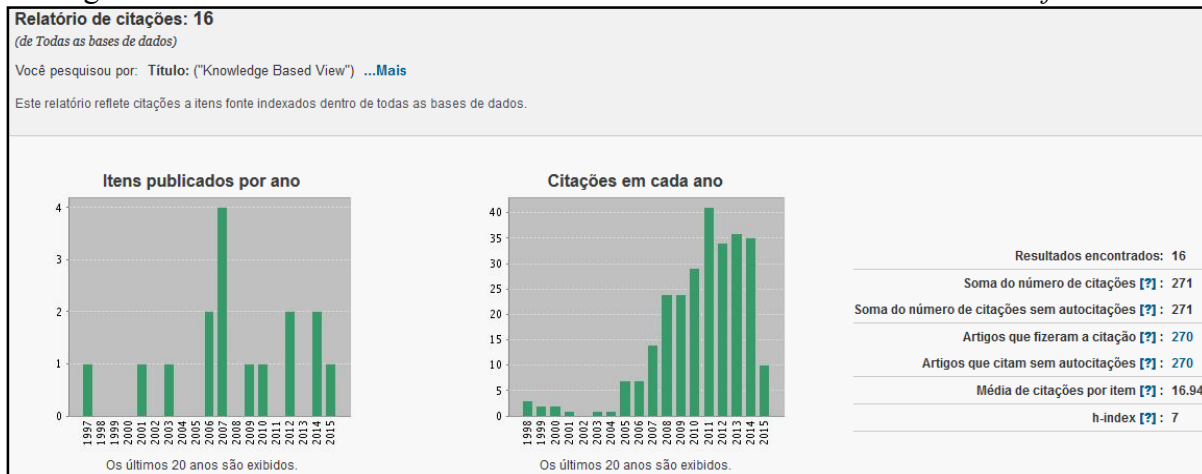 Relatório de citações: 16
(de Todas as bases de dados)
Você pesquisou por: Título: ("Knowledge Based View") ...Mais
Este relatório reflete citações a itens fonte indexados dentro de todas as bases de dados.
Itens publicados por ano
4
3
2
1
0
1997 1998 1999 2000 2001 2002 2003 2004 2005 2006 2007 2008 2009 2010 2011 2012 2013 2014 2015
Os últimos 20 anos são exibidos.
Citações em cada ano
40
35
30
25
20
15
10
5
0
1998 1999 2000 2001 2002 2003 2004 2005 2006 2007 2008 2009 2010 2011 2012 2013 2014 2015
Os últimos 20 anos são exibidos.
Resultados encontrados: 16
Soma do número de citações [?] : 271
Soma do número de citações sem autocitações [?] : 271
Artigos que fizeram a citação [?] : 270
Artigos que citam sem autocitações [?] : 270
Média de citações por item [?] : 16.94
h-index [?] : 7